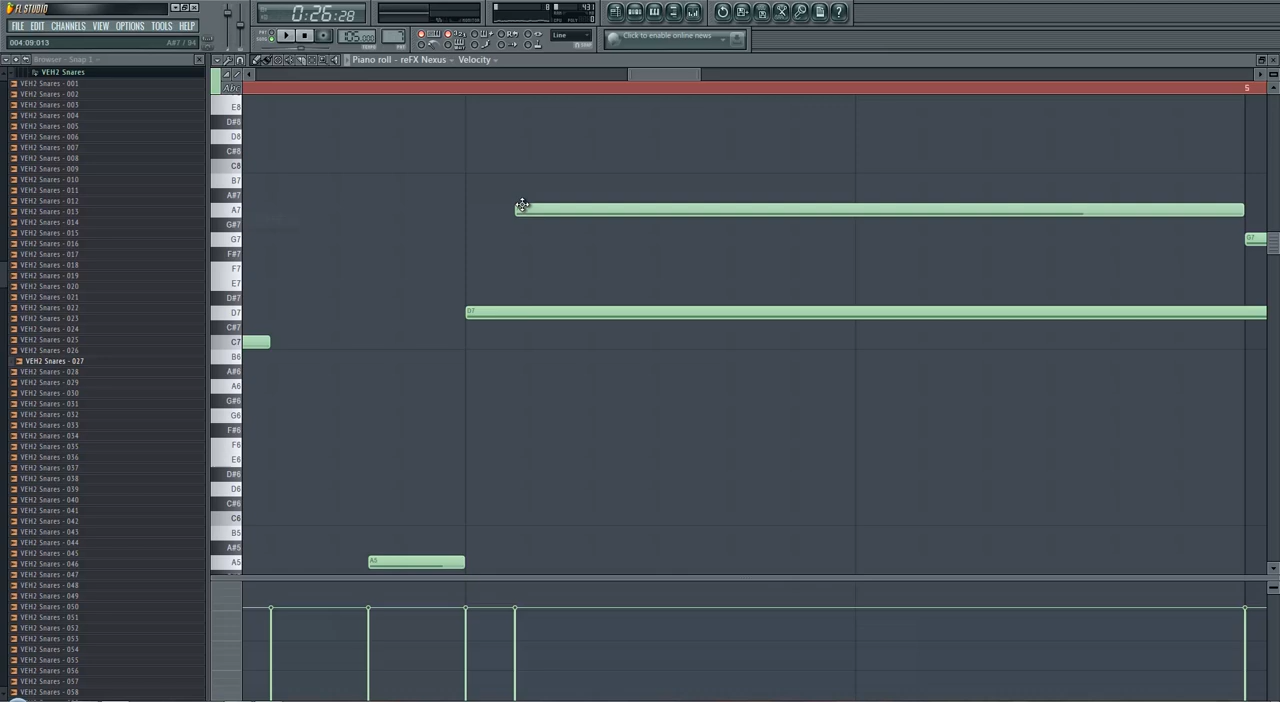 FL STUDIO
FILE EDIT CHANNELS VIEW OPTIONS TOOLS HELP
004:09:013 A#7 / 94
0:26:28
105.000
Line
Click to enable online news
Browser - Snap 1
Piano roll - reFX Nexus Velocity
VEH2 Snares
VEH2 Snares - 001
VEH2 Snares - 002
VEH2 Snares - 003
VEH2 Snares - 004
VEH2 Snares - 005
VEH2 Snares - 006
VEH2 Snares - 007
VEH2 Snares - 008
VEH2 Snares - 009
VEH2 Snares - 010
VEH2 Snares - 011
VEH2 Snares - 012
VEH2 Snares - 013
VEH2 Snares - 014
VEH2 Snares - 015
VEH2 Snares - 016
VEH2 Snares - 017
VEH2 Snares - 018
VEH2 Snares - 019
VEH2 Snares - 020
VEH2 Snares - 021
VEH2 Snares - 022
VEH2 Snares - 023
VEH2 Snares - 024
VEH2 Snares - 025
VEH2 Snares - 026
VEH2 Snares - 027
VEH2 Snares - 028
VEH2 Snares - 029
VEH2 Snares - 030
VEH2 Snares - 031
VEH2 Snares - 032
VEH2 Snares - 033
VEH2 Snares - 034
VEH2 Snares - 035
VEH2 Snares - 036
VEH2 Snares - 037
VEH2 Snares - 038
VEH2 Snares - 039
VEH2 Snares - 040
VEH2 Snares - 041
VEH2 Snares - 042
VEH2 Snares - 043
VEH2 Snares - 044
VEH2 Snares - 045
VEH2 Snares - 046
VEH2 Snares - 047
VEH2 Snares - 048
VEH2 Snares - 049
VEH2 Snares - 050
VEH2 Snares - 051
VEH2 Snares - 052
VEH2 Snares - 053
VEH2 Snares - 054
VEH2 Snares - 055
VEH2 Snares - 056
VEH2 Snares - 057
VEH2 Snares - 058
Abc
5
E8
D#8
D8
C#8
C8
B7
A#7
A7
G#7
G7
G7
F#7
F7
E7
D#7
D7
D7
C#7
C7
B6
A#6
A6
G#6
G6
F#6
F6
E6
D#6
D6
C#6
C6
B5
A#5
A5
A5